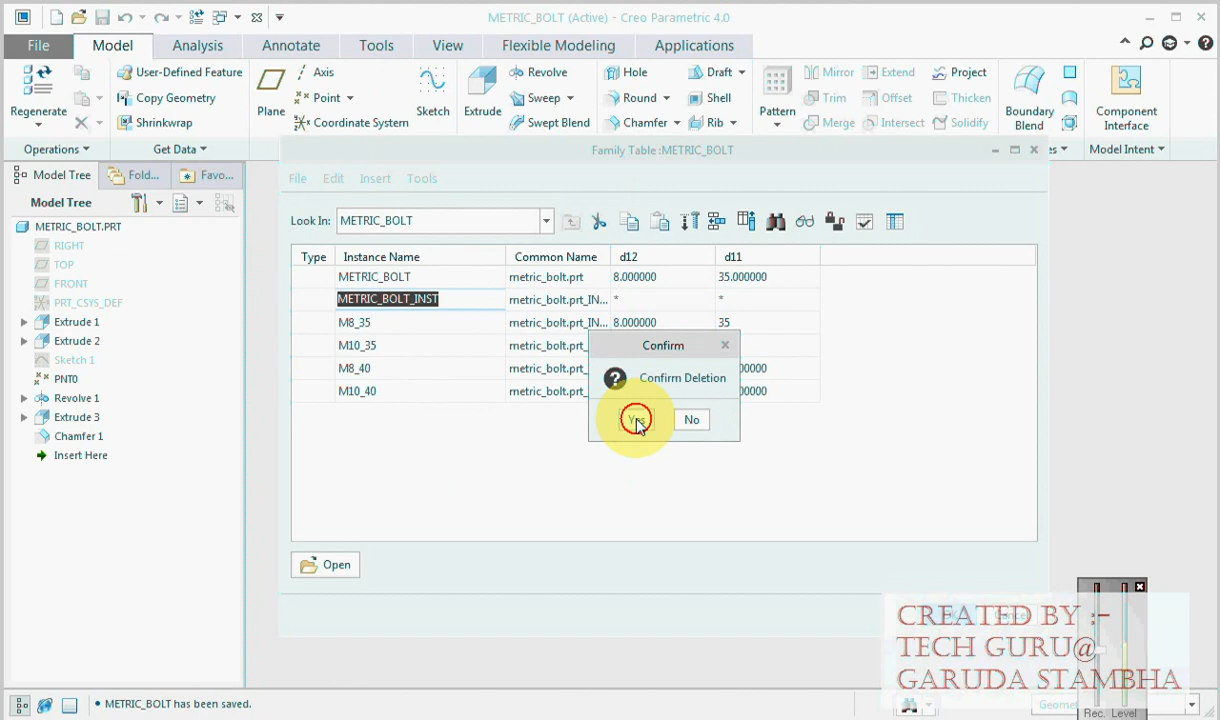 METRIC_BOLT (Active) - Creo Parametric 4.0
File Model Analysis Annotate Tools View Flexible Modeling Applications
Regenerate
User-Defined Feature
Copy Geometry
Shrinkwrap
Plane
Axis
Point
Coordinate System
Sketch
Extrude
Revolve
Sweep
Swept Blend
Hole
Round
Chamfer
Draft
Shell
Rib
Pattern
Mirror
Trim
Merge
Extend
Offset
Intersect
Project
Thicken
Solidify
Boundary
Blend
Component
Interface
Operations
Get Data
Model Intent
Model Tree Fold... Favo...
Model Tree
METRIC_BOLT.PRT
RIGHT
TOP
FRONT
PRT_CSYS_DEF
Extrude 1
Extrude 2
Sketch 1
PNT0
Revolve 1
Extrude 3
Chamfer 1
Insert Here
Family Table :METRIC_BOLT
File Edit Insert Tools
Look In: METRIC_BOLT
Type Instance Name Common Name d12 d11
METRIC_BOLT metric_bolt.prt 8.000000 35.000000
METRIC_BOLT_INST metric_bolt.prt_IN... * *
M8_35 metric_bolt.prt_IN... 8.000000 35
M10_35 metric_bolt.prt_
M8_40 metric_bolt.prt_
M10_40 metric_bolt.prt_
Confirm
Confirm Deletion
Yes No
Open
CREATED BY :-
TECH GURU@
GARUDA STAMBHA
Rec. Level
• METRIC_BOLT has been saved.